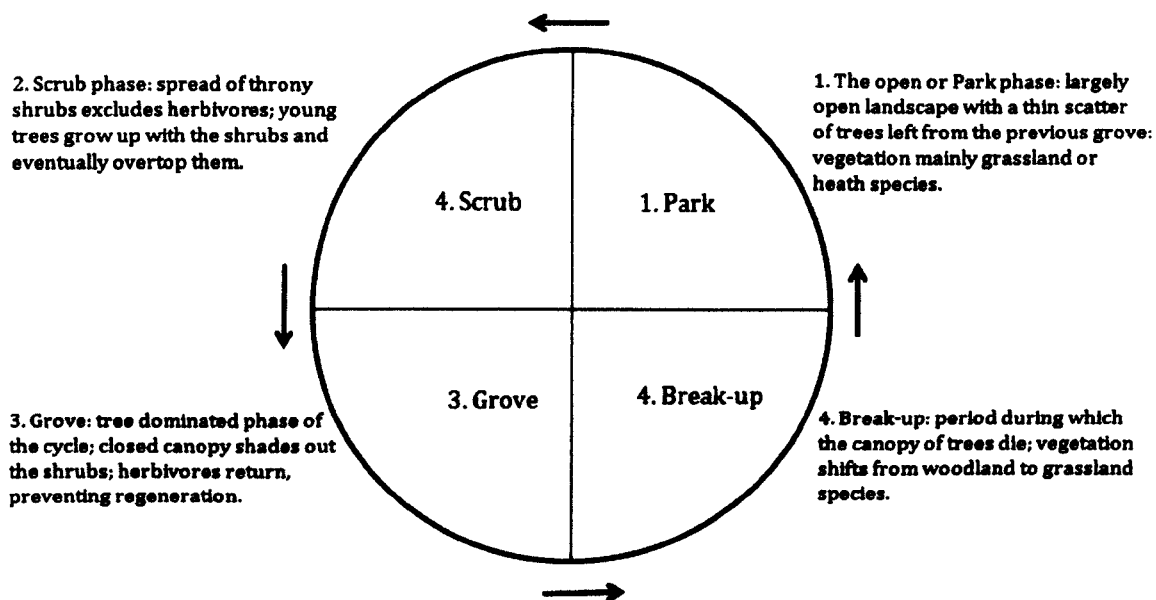 2. Scrub phase: spread of throny
shrubs excludes herbivores; young
trees grow up with the shrubs and
eventually overtop them.
1. The open or Park phase: largely
open landscape with a thin scatter
of trees left from the previous grove:
vegetation mainly grassland or
heath species.
4. Scrub
1. Park
3. Grove
4. Break-up
3. Grove: tree dominated phase of
the cycle; closed canopy shades out
the shrubs; herbivores return,
preventing regeneration.
4. Break-up: period during which
the canopy of trees die; vegetation
shifts from woodland to grassland
species.